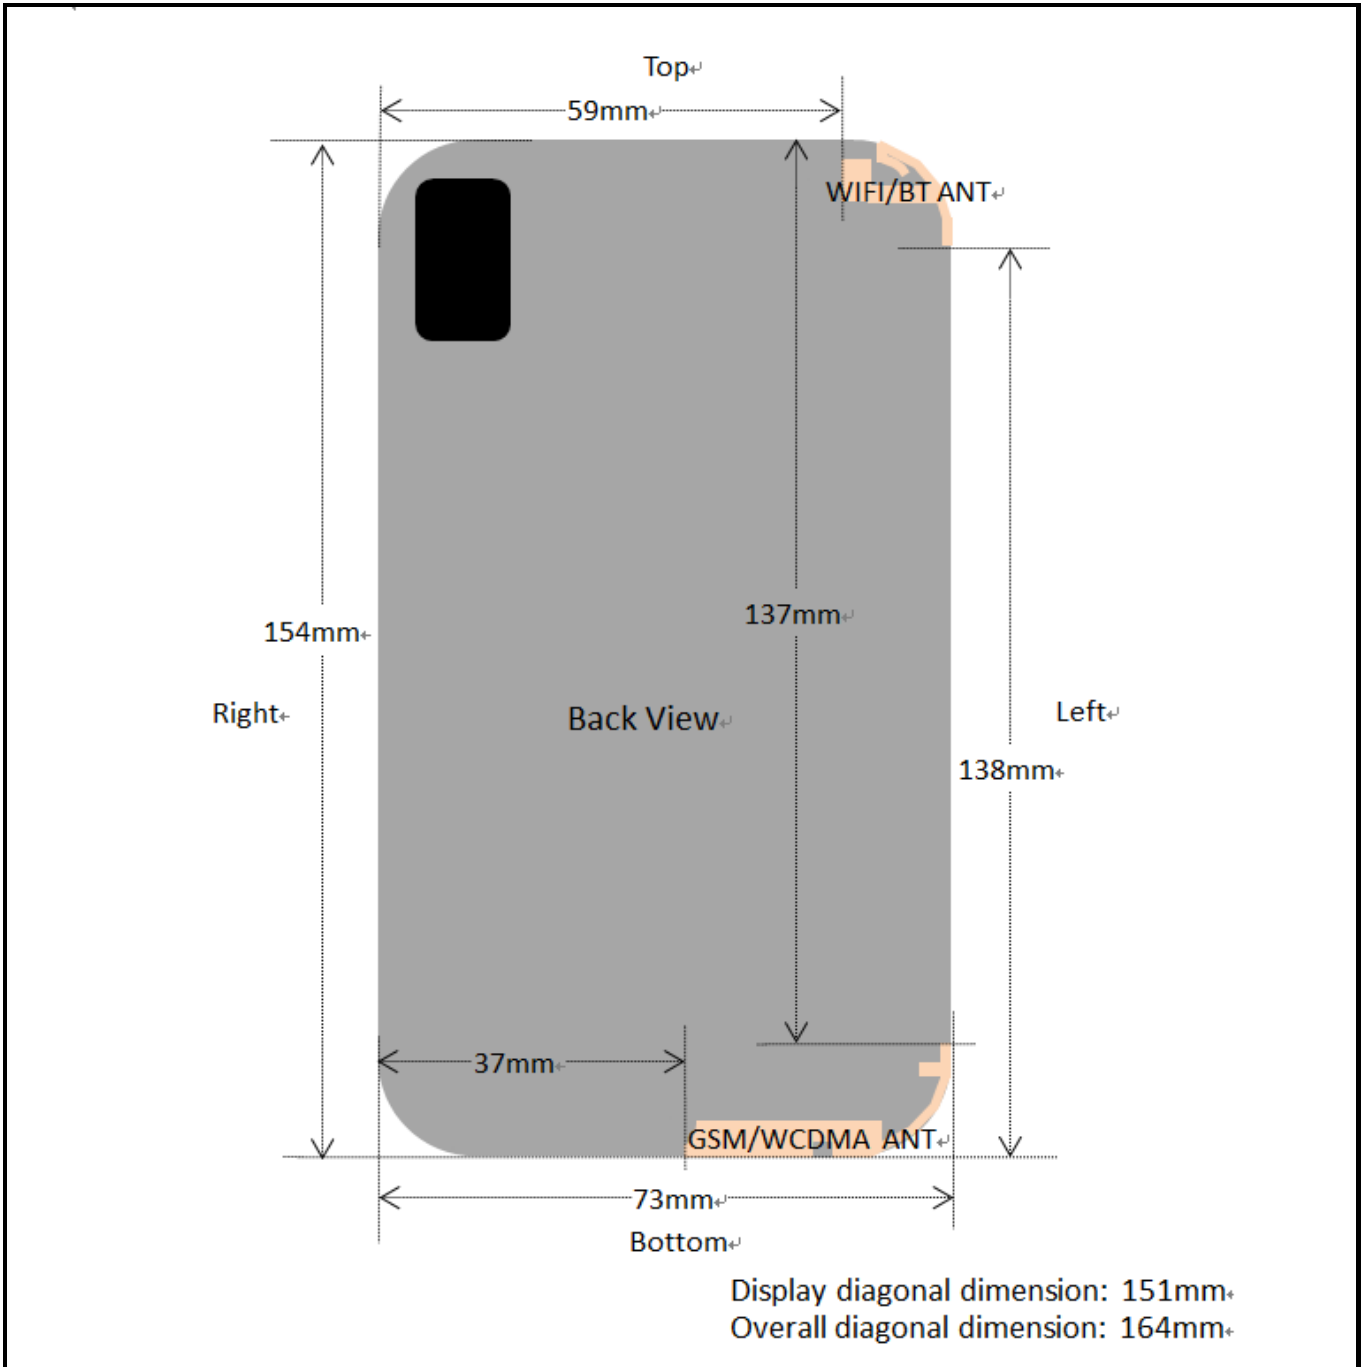 Top
59mm
WIFI/BT ANT
137mm
154mm
Right
Back View
Left
138mm
37mm
GSM/WCDMA ANT
73mm
Bottom
Display diagonal dimension: 151mm
Overall diagonal dimension: 164mm